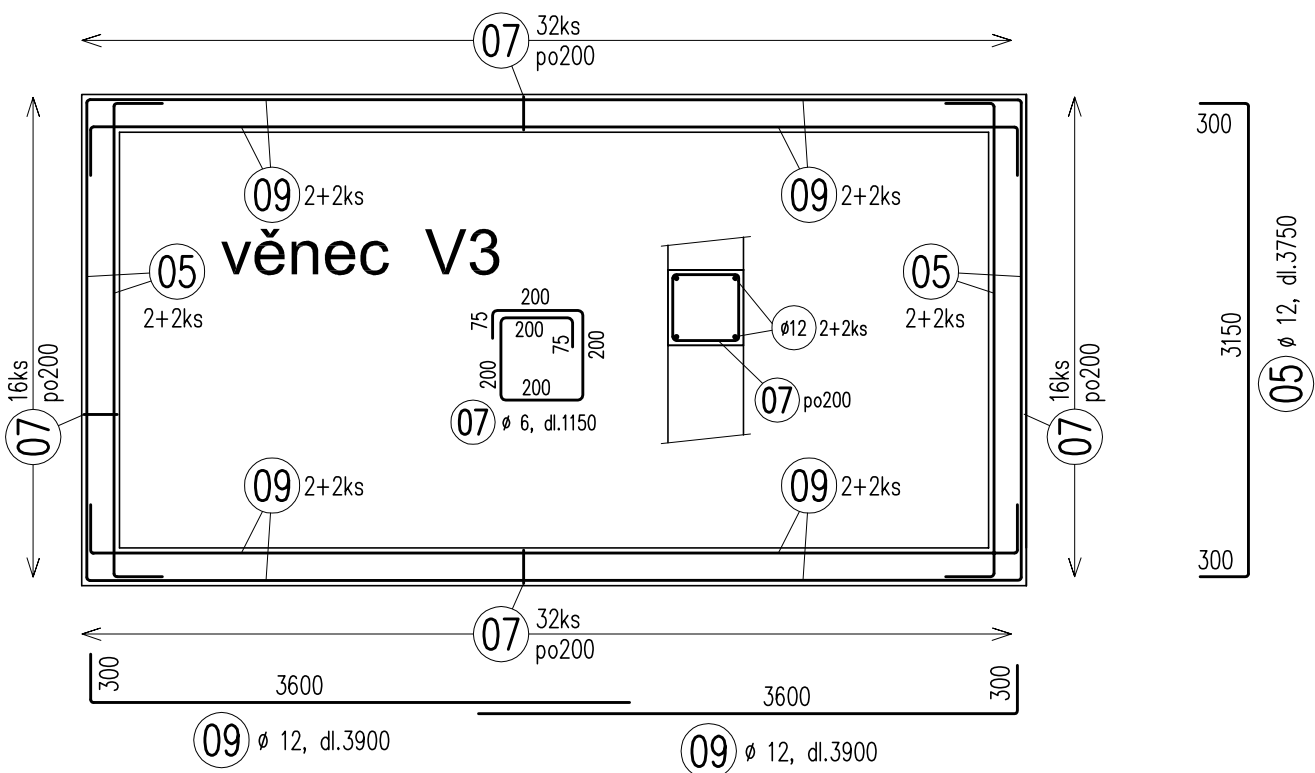 07 32ks
po200
09 2+2ks
09 2+2ks
věnec V3
05
2+2ks
05
2+2ks
200
75
200
75
200
200
200
07 ø 6, dl.1150
ø12 2+2ks
07 po200
16ks
po200
07
16ks
po200
07
09 2+2ks
09 2+2ks
07 32ks
po200
300
3600
09 ø 12, dl.3900
3600
300
09 ø 12, dl.3900
300
3150
300
05 ø 12, dl.3750